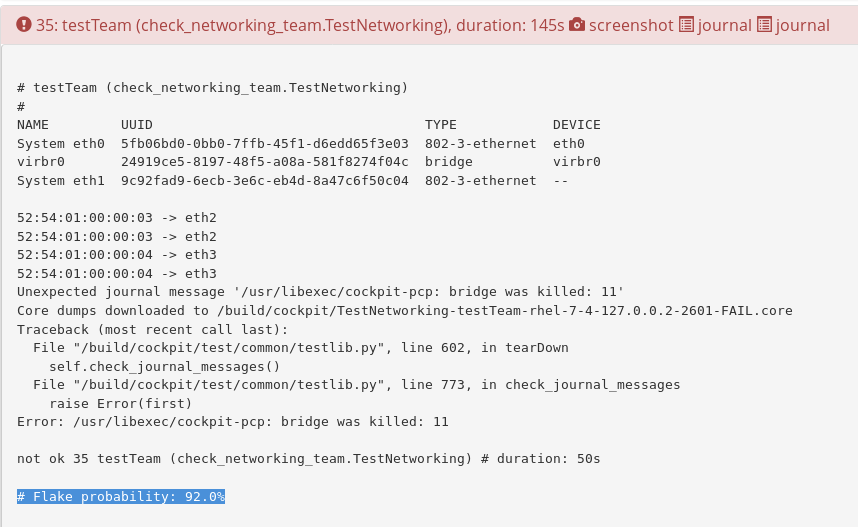 35: testTeam (check_networking_team.TestNetworking), duration: 145s screenshot journal journal
# testTeam (check_networking_team.TestNetworking)
#
NAME         UUID                                  TYPE            DEVICE
System eth0  5fb06bd0-0bb0-7ffb-45f1-d6edd65f3e03  802-3-ethernet  eth0
virbr0       24919ce5-8197-48f5-a08a-581f8274f04c  bridge          virbr0
System eth1  9c92fad9-6ecb-3e6c-eb4d-8a47c6f50c04  802-3-ethernet  --
52:54:01:00:00:03 -> eth2
52:54:01:00:00:03 -> eth2
52:54:01:00:00:04 -> eth3
52:54:01:00:00:04 -> eth3
Unexpected journal message '/usr/libexec/cockpit-pcp: bridge was killed: 11'
Core dumps downloaded to /build/cockpit/TestNetworking-testTeam-rhel-7-4-127.0.0.2-2601-FAIL.core
Traceback (most recent call last):
  File "/build/cockpit/test/common/testlib.py", line 602, in tearDown
    self.check_journal_messages()
  File "/build/cockpit/test/common/testlib.py", line 773, in check_journal_messages
    raise Error(first)
Error: /usr/libexec/cockpit-pcp: bridge was killed: 11
not ok 35 testTeam (check_networking_team.TestNetworking) # duration: 50s
# Flake probability: 92.0%